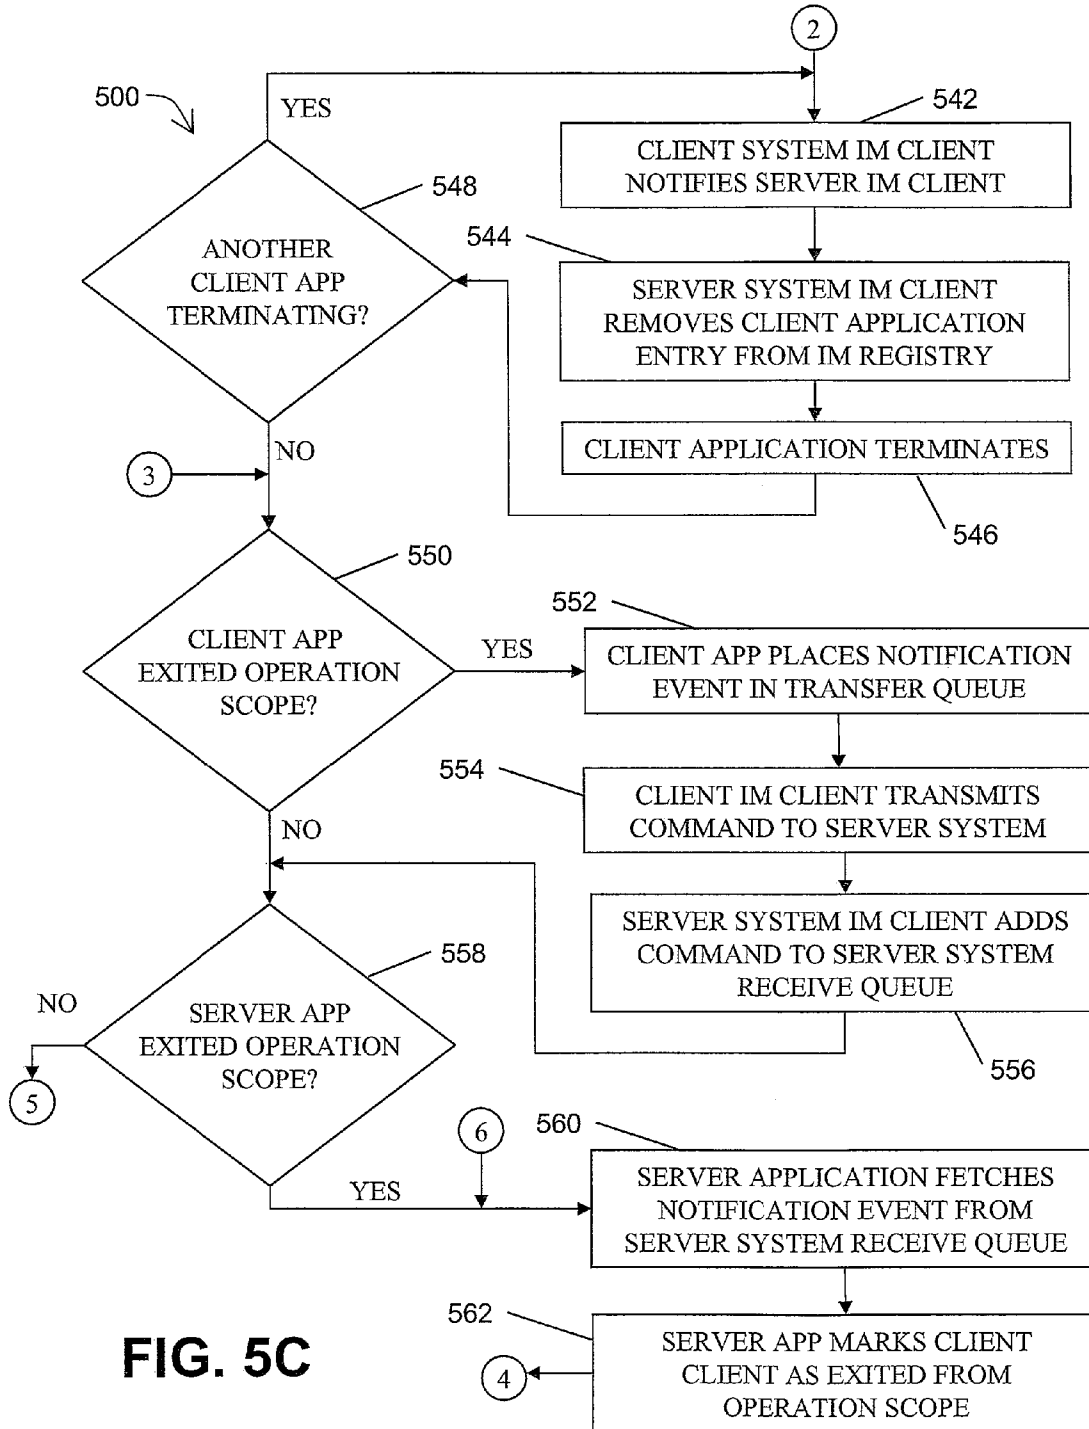 2
500
YES
542
CLIENT SYSTEM IM CLIENT
NOTIFIES SERVER IM CLIENT
548
ANOTHER
CLIENT APP
TERMINATING?
544
SERVER SYSTEM IM CLIENT
REMOVES CLIENT APPLICATION
ENTRY FROM IM REGISTRY
CLIENT APPLICATION TERMINATES
546
NO
3
550
CLIENT APP
EXITED OPERATION
SCOPE?
YES
552
CLIENT APP PLACES NOTIFICATION
EVENT IN TRANSFER QUEUE
554
CLIENT IM CLIENT TRANSMITS
COMMAND TO SERVER SYSTEM
NO
SERVER SYSTEM IM CLIENT ADDS
COMMAND TO SERVER SYSTEM
RECEIVE QUEUE
556
558
SERVER APP
EXITED OPERATION
SCOPE?
NO
5
YES
6
560
SERVER APPLICATION FETCHES
NOTIFICATION EVENT FROM
SERVER SYSTEM RECEIVE QUEUE
562
SERVER APP MARKS CLIENT
CLIENT AS EXITED FROM
OPERATION SCOPE
4
FIG. 5C